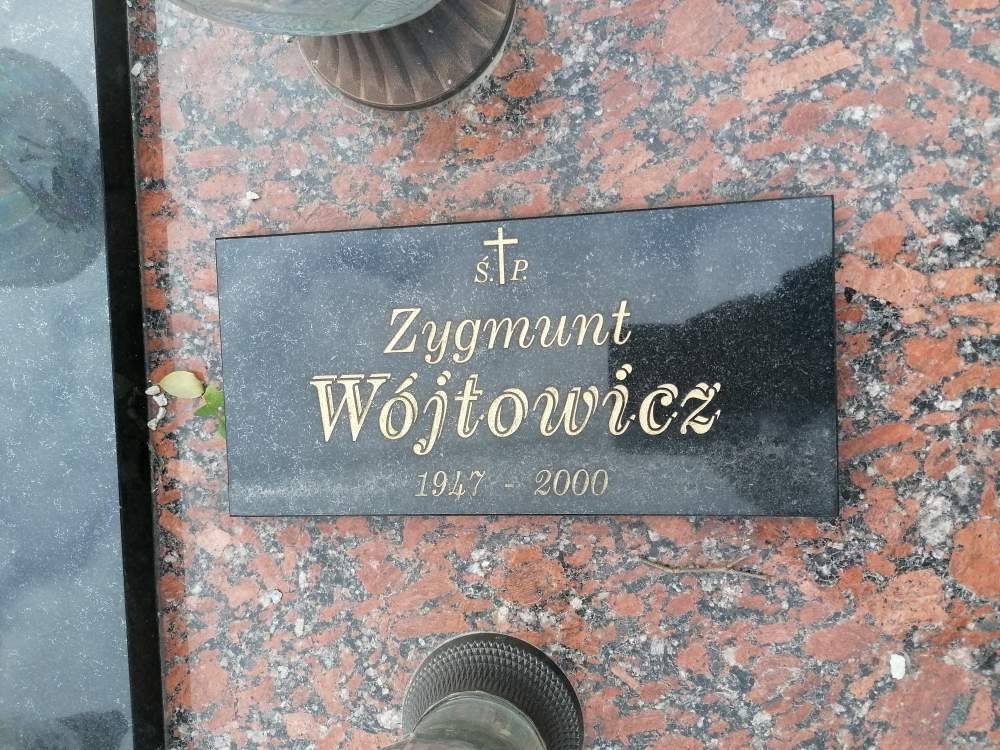 Ś. P.
Zygmunt
Wójtowicz
1947 - 2000